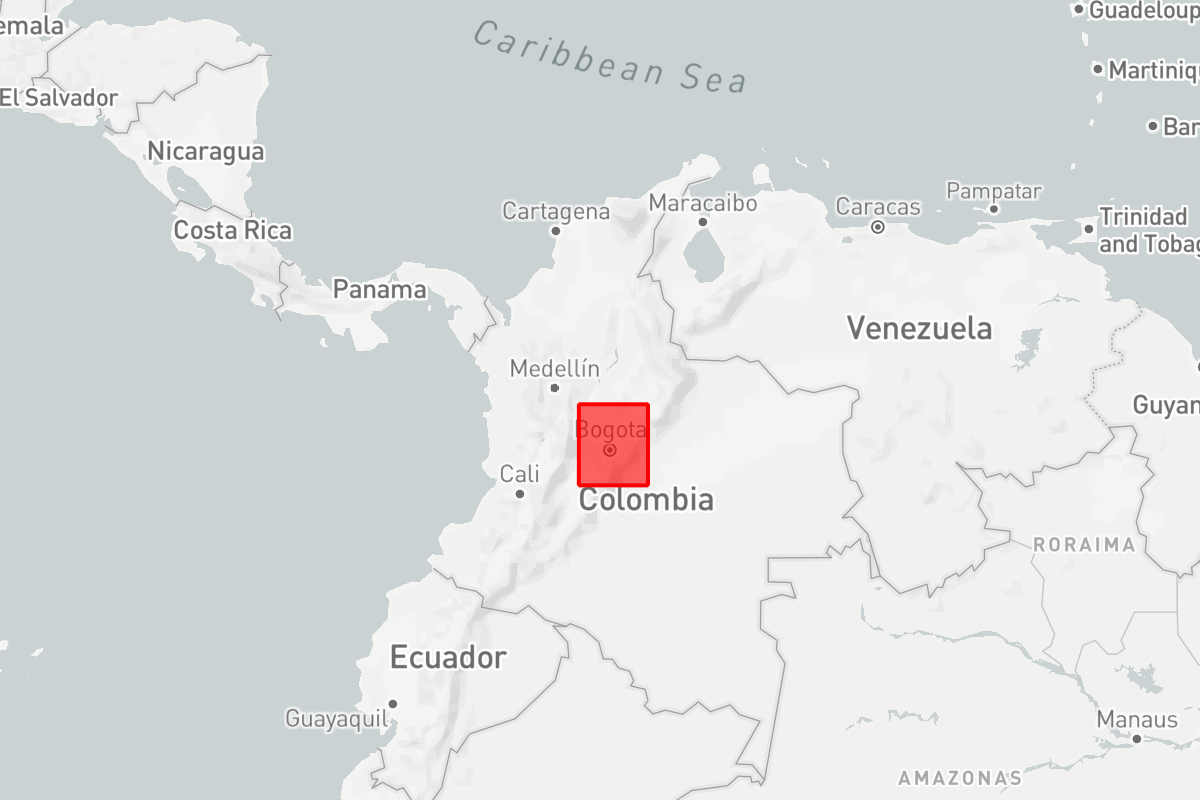 Guadeloup
emala
Caribbean Sea
Martiniqu
El Salvador
Bar
Nicaragua
Pampatar
Maracaibo
Cartagena
Caracas
Trinidad
and Tobag
Costa Rica
Panama
Venezuela
Medellín
Guyan
Bogota
Cali
Colombia
RORAIMA
Ecuador
Guayaquil
Manaus
AMAZONAS